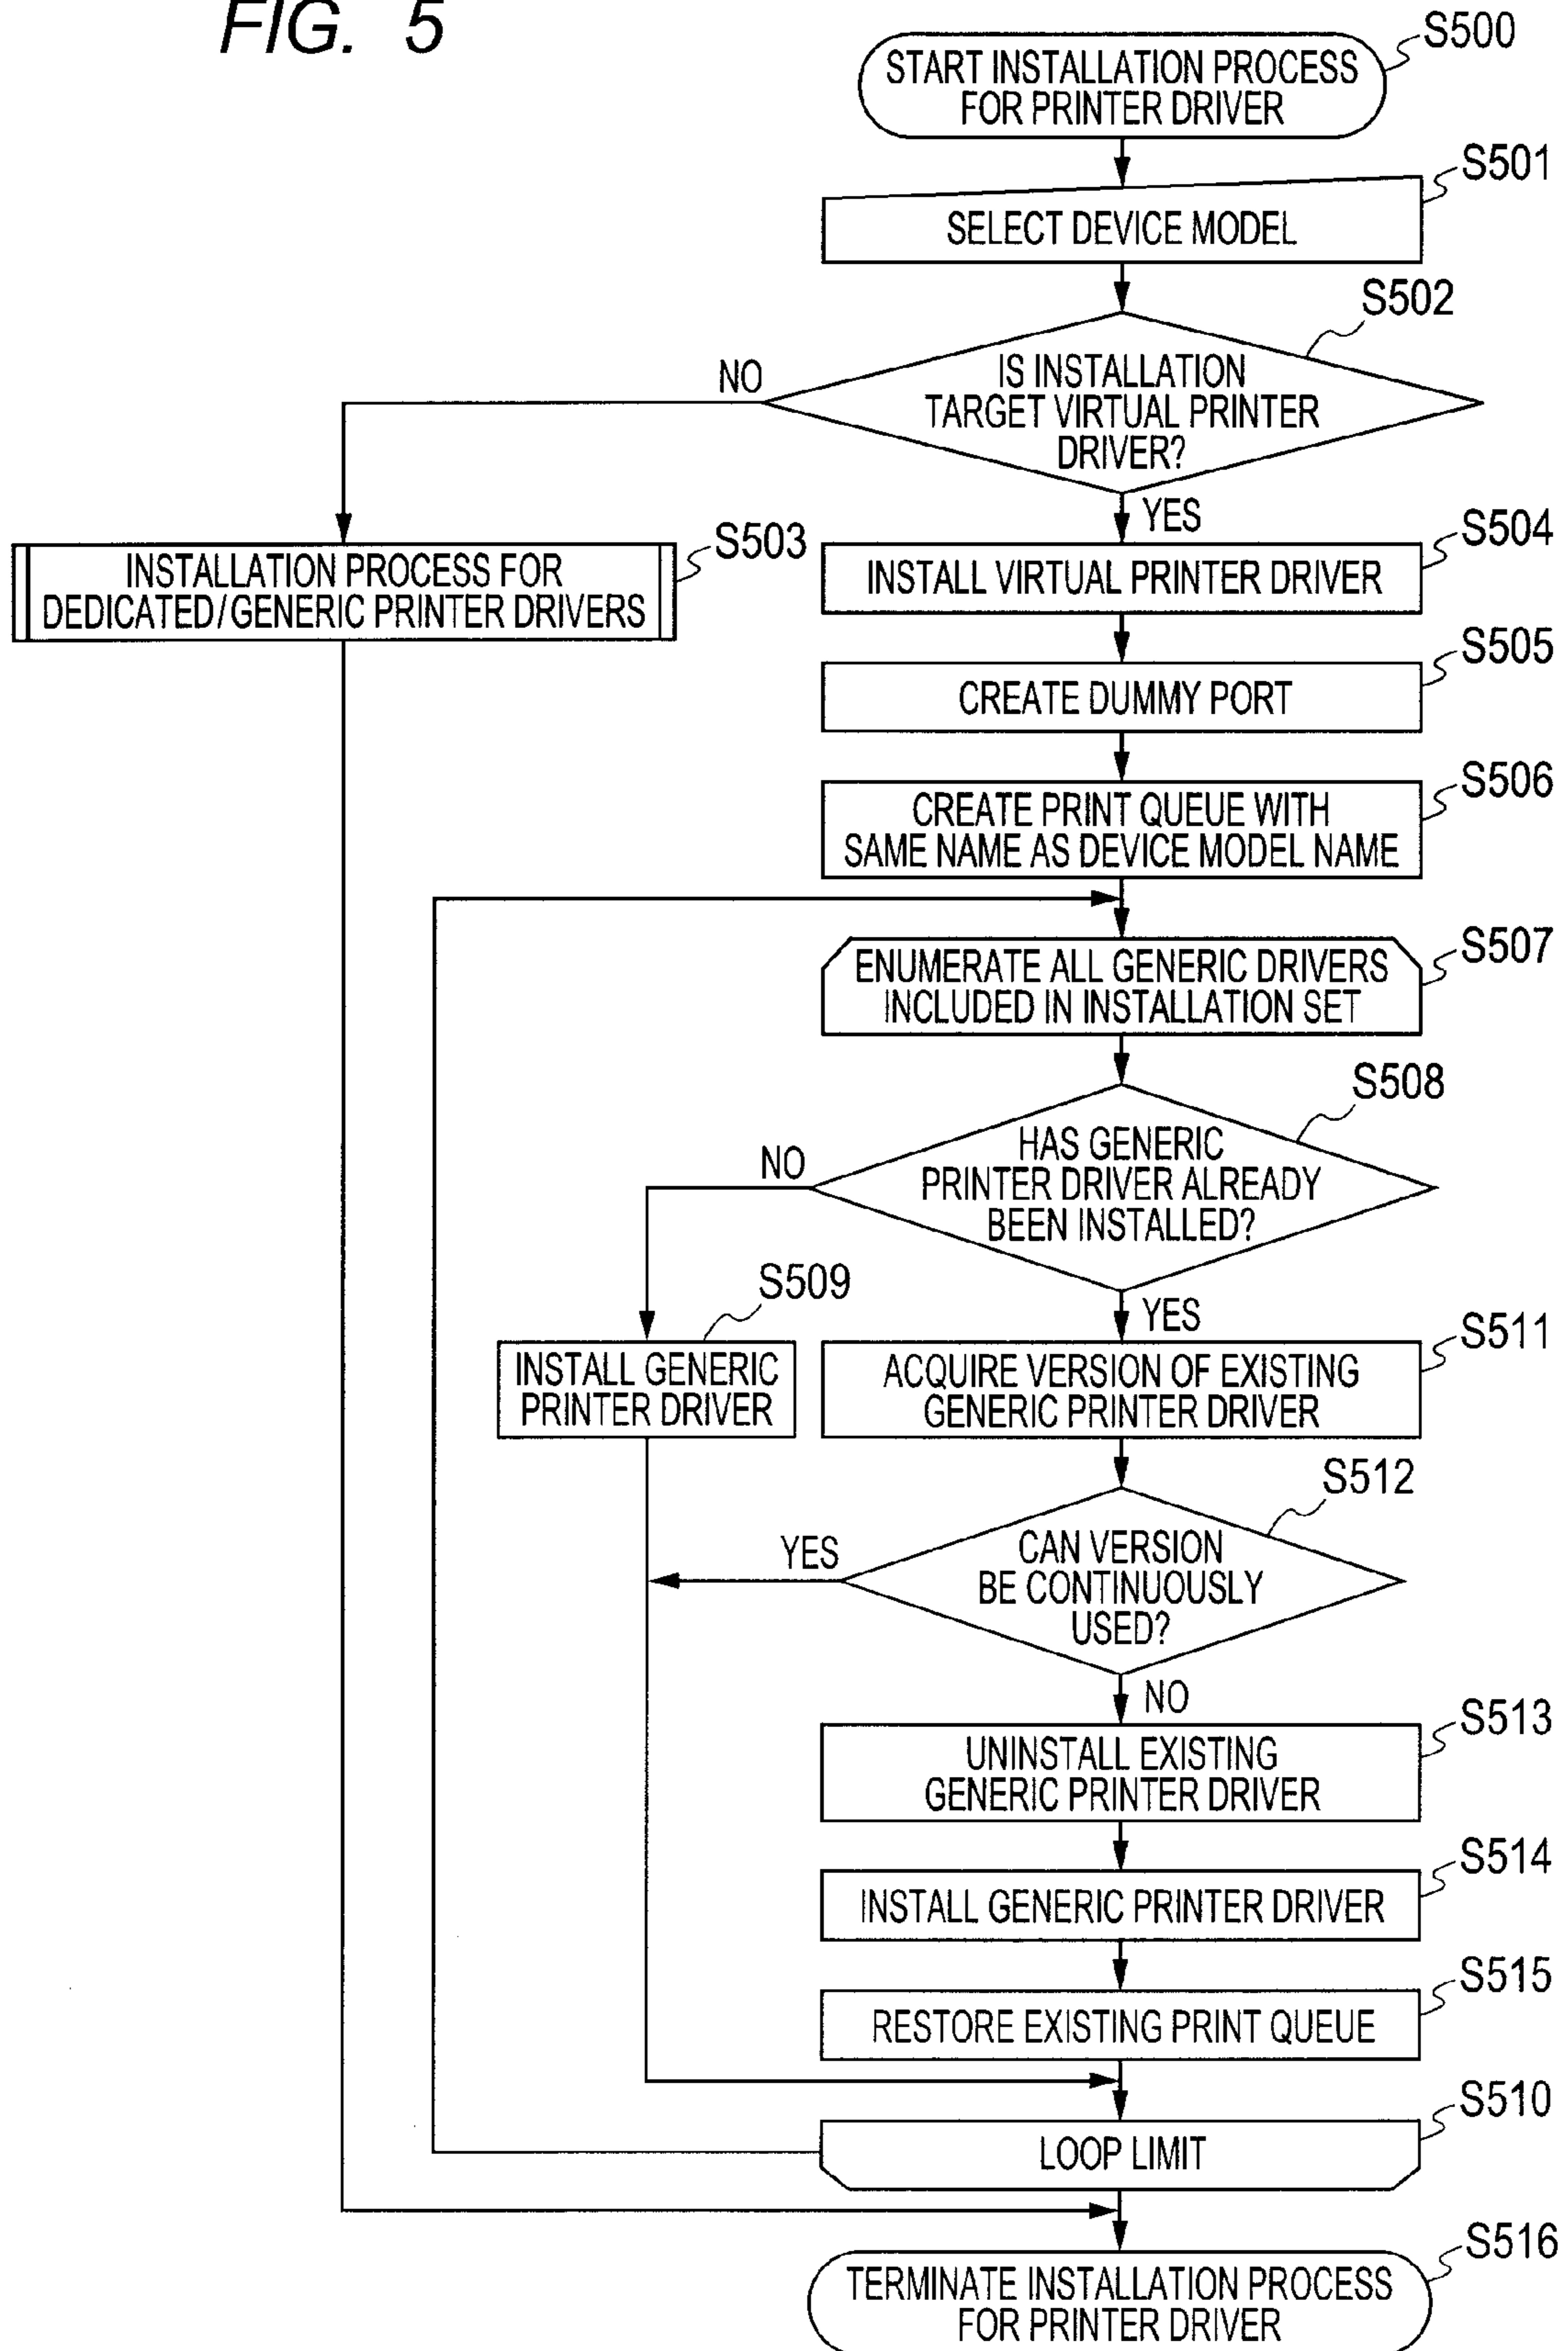 FIG. 5
S500
START INSTALLATION PROCESS
FOR PRINTER DRIVER
S501
SELECT DEVICE MODEL
S502
NO
IS INSTALLATION
TARGET VIRTUAL PRINTER
DRIVER?
YES
S503
INSTALLATION PROCESS FOR
DEDICATED/GENERIC PRINTER DRIVERS
S504
INSTALL VIRTUAL PRINTER DRIVER
S505
CREATE DUMMY PORT
S506
CREATE PRINT QUEUE WITH
SAME NAME AS DEVICE MODEL NAME
S507
ENUMERATE ALL GENERIC DRIVERS
INCLUDED IN INSTALLATION SET
S508
NO
HAS GENERIC
PRINTER DRIVER ALREADY
BEEN INSTALLED?
YES
S509
INSTALL GENERIC
PRINTER DRIVER
S511
ACQUIRE VERSION OF EXISTING
GENERIC PRINTER DRIVER
S512
YES
CAN VERSION
BE CONTINUOUSLY
USED?
NO
S513
UNINSTALL EXISTING
GENERIC PRINTER DRIVER
S514
INSTALL GENERIC PRINTER DRIVER
S515
RESTORE EXISTING PRINT QUEUE
S510
LOOP LIMIT
S516
TERMINATE INSTALLATION PROCESS
FOR PRINTER DRIVER